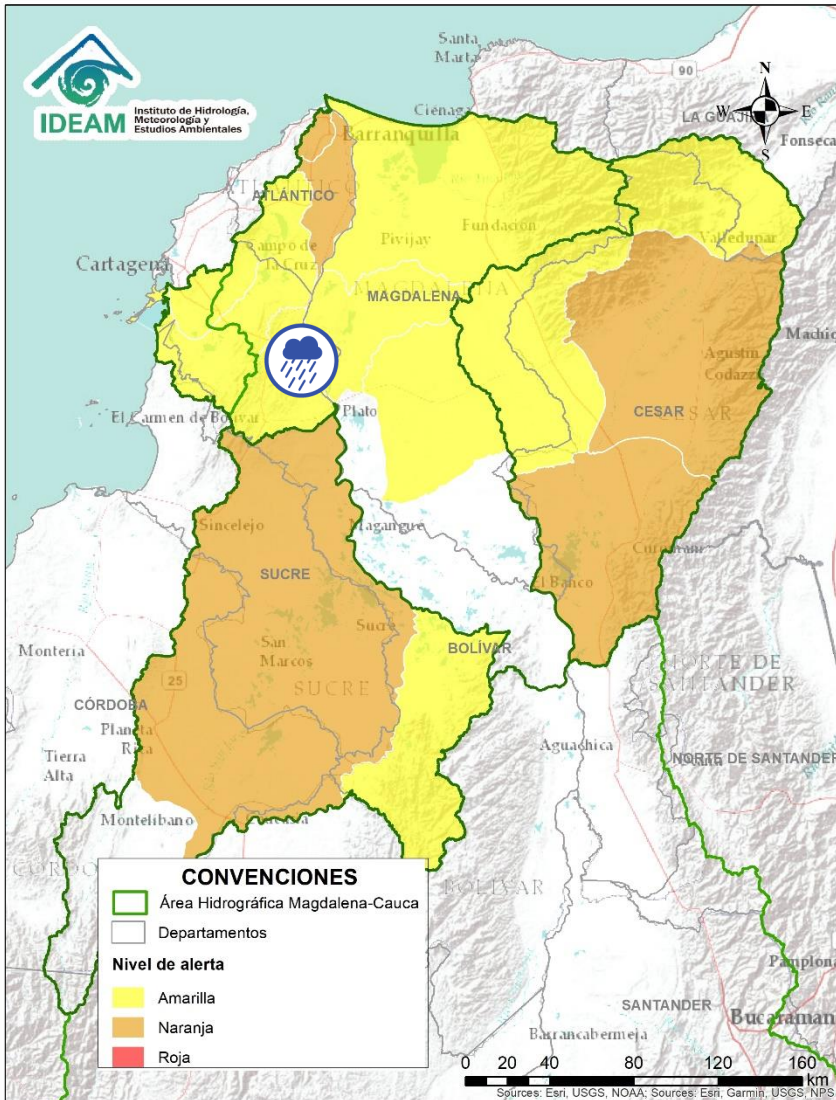 IDEAM
Instituto de Hidrología,
Meteorología y
Estudios Ambientales
Santa
Marta
90
N
W
E
S
Ciénaga
LA GUAJI
Fonseca
Barranquilla
ATLÁNTICO
Campo de
la Cruz
Pivijay
Fundación
Valledupar
Cartagena
MAGDALENA
MAGDALENA
Agustín
Codazzi
El Carmen de Bolívar
Plato
CESAR
CESAR
Sincelejo
Magangué
Curumaní
SUCRE
El Banco
Sucre
Montería
San
Marcos
BOLÍVAR
SUCRE
NORTE DE
SANTANDER
25
CÓRDOBA
Planeta
Rica
Aguachica
NORTE DE SANTANDER
Tierra
Alta
Montelíbano
BOLÍVAR
CONVENCIONES
Área Hidrográfica Magdalena-Cauca
Departamentos
Nivel de alerta
Amarilla
Naranja
Roja
Pamplona
SANTANDER
Bucaraman
Barrancabermeja
0 20 40 80 120 160
km
Sources: Esri, USGS, NOAA; Sources: Esri, Garmin, USGS, NPS